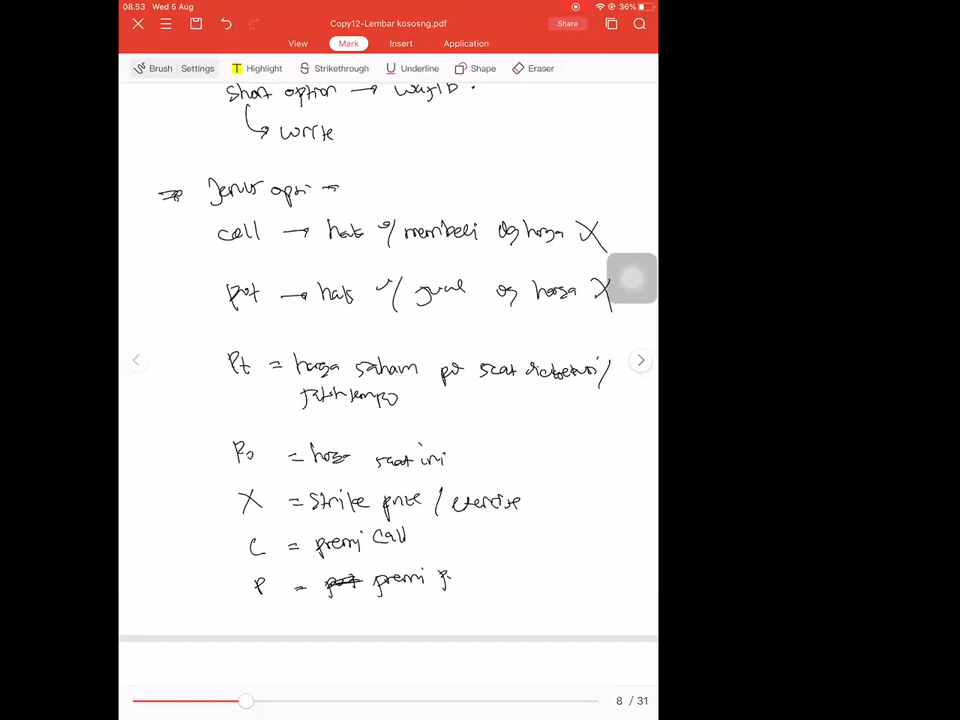 08.53 Wed 5 Aug 36%
Copy12-Lembar kososng.pdf Share
View Mark Insert Application
Brush Settings Highlight Strikethrough Underline Shape Eraser
Short option → wajib
write
⇒ Jenis opsi →
call → hak u/ membeli dg harga X
put → hak u/ jual dg harga X
Pt = harga saham pd saat dieksekusi /
jatuh tempo
Po = harga saat ini
X = strike price / exercise
C = premi call
P = premi
8 / 31